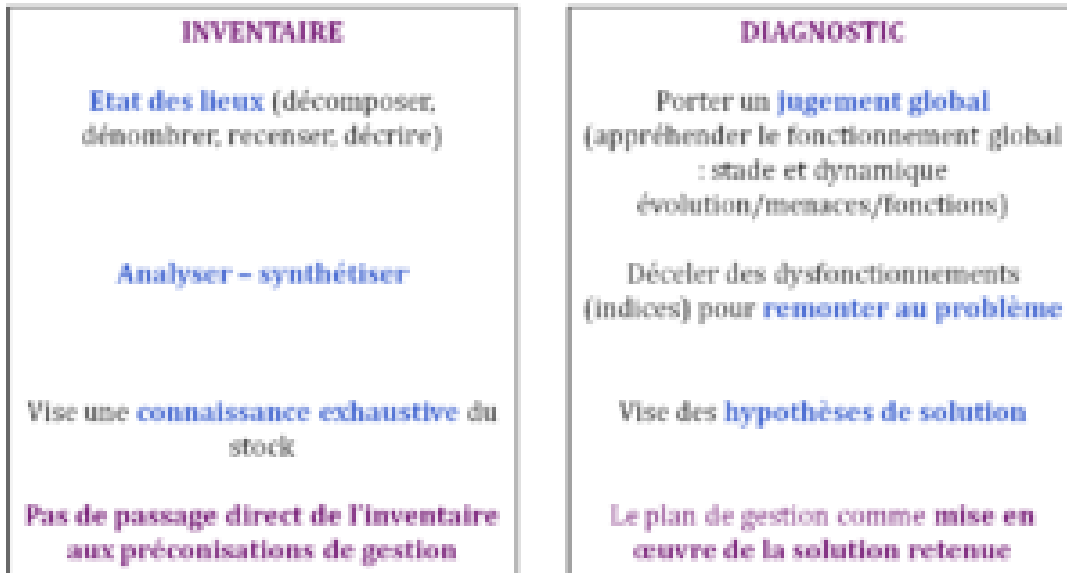 INVENTAIRE
Etat des lieux (décomposer,
dénombrer, recenser, décrire)
Analyser – synthétiser
Vise une connaissance exhaustive du
stock
Pas de passage direct de l'inventaire
aux préconisations de gestion
DIAGNOSTIC
Porter un jugement global
(appréhender le fonctionnement global
: stade et dynamique
évolution/menaces/fonctions)
Déceler des dysfonctionnements
(indices) pour remonter au problème
Vise des hypothèses de solution
Le plan de gestion comme mise en
œuvre de la solution retenue